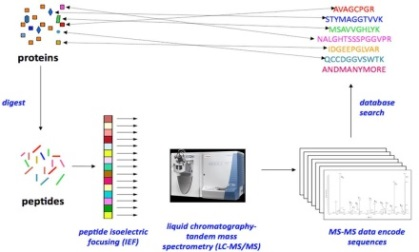 AVAGCPGR
STYMAGGTVVK
MSAVVGHLYK
NALGHTSSSPGGVPR
IDGEEPGLVAR
QCCDGGVSWTK
ANDMANYMORE
proteins
digest
database
search
peptides
peptide isoelectric
focusing (IEF)
liquid chromatography-
tandem mass
spectrometry (LC-MS/MS)
MS-MS data encode
sequences